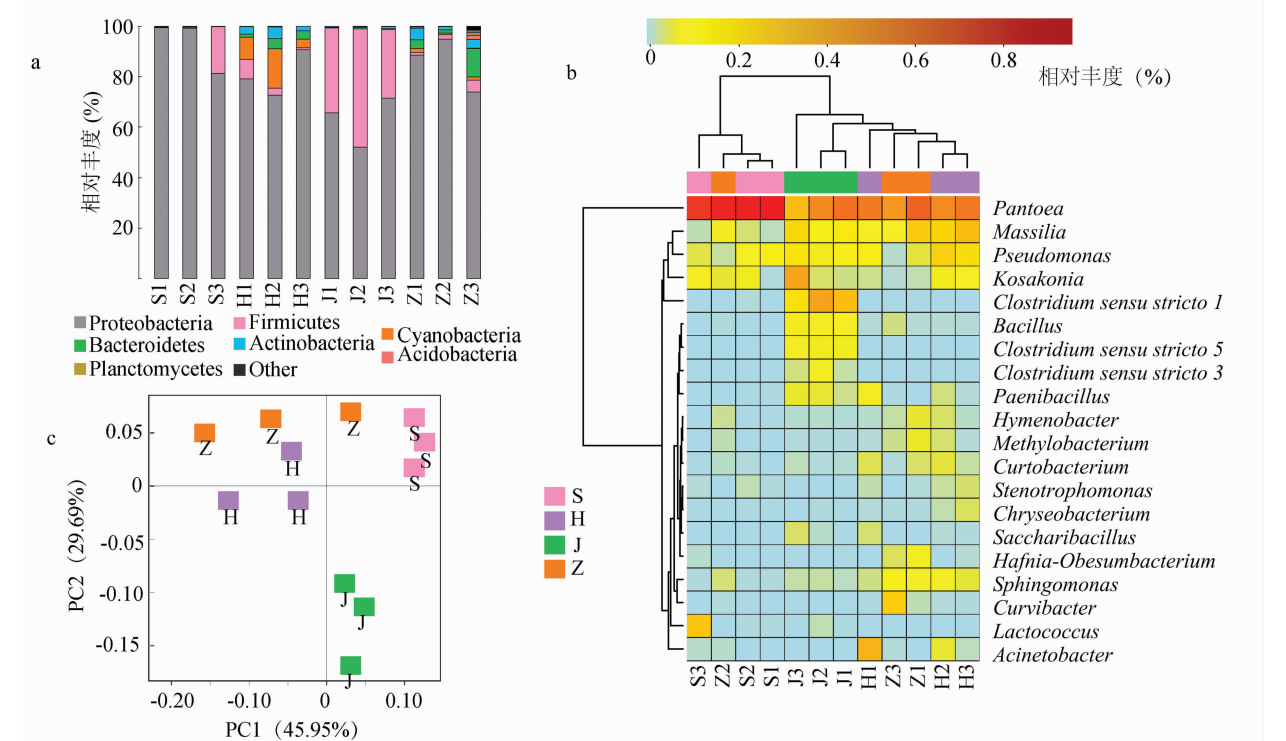 a
相对丰度 (%)
100
80
60
40
20
S1 S2 S3 H1 H2 H3 J1 J2 J3 Z1 Z2 Z3
Proteobacteria
Firmicutes
Cyanobacteria
Bacteroidetes
Actinobacteria
Acidobacteria
Planctomycetes
Other
b
0 0.2 0.4 0.6 0.8
相对丰度（%）
Pantoea
Massilia
Pseudomonas
Kosakonia
Clostridium sensu stricto 1
Bacillus
Clostridium sensu stricto 5
Clostridium sensu stricto 3
Paenibacillus
Hymenobacter
Methylobacterium
Curtobacterium
Stenotrophomonas
Chryseobacterium
Saccharibacillus
Hafnia-Obesumbacterium
Sphingomonas
Curvibacter
Lactococcus
Acinetobacter
S3 Z2 S2 S1 J3 J2 J1 H1 Z3 Z1 H2 H3
S
H
J
Z
c
PC2（29.69%）
0.05
0
-0.05
-0.10
-0.15
Z
Z
Z
S
S
S
H
H
H
J
J
J
-0.20 -0.10 0 0.10
PC1（45.95%）